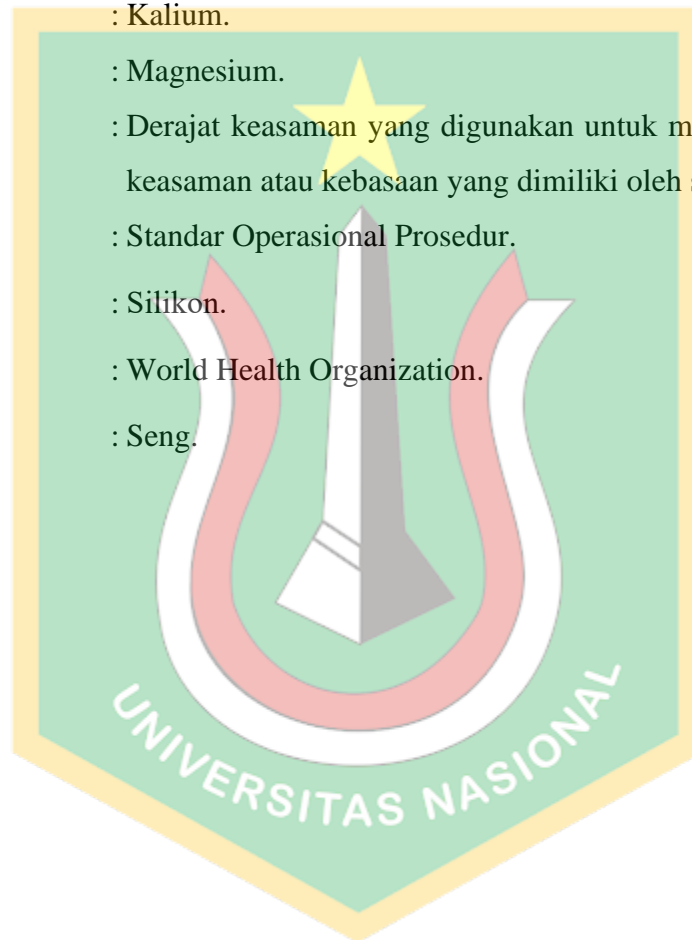 : Kalium.
: Magnesium.
: Derajat keasaman yang digunakan untuk
keasaman atau kebasaan yang dimiliki oleh
: Standar Operasional Prosedur.
: Silikon.
: World Health Organization.
: Seng.
UNIVERSITAS NASIONAL